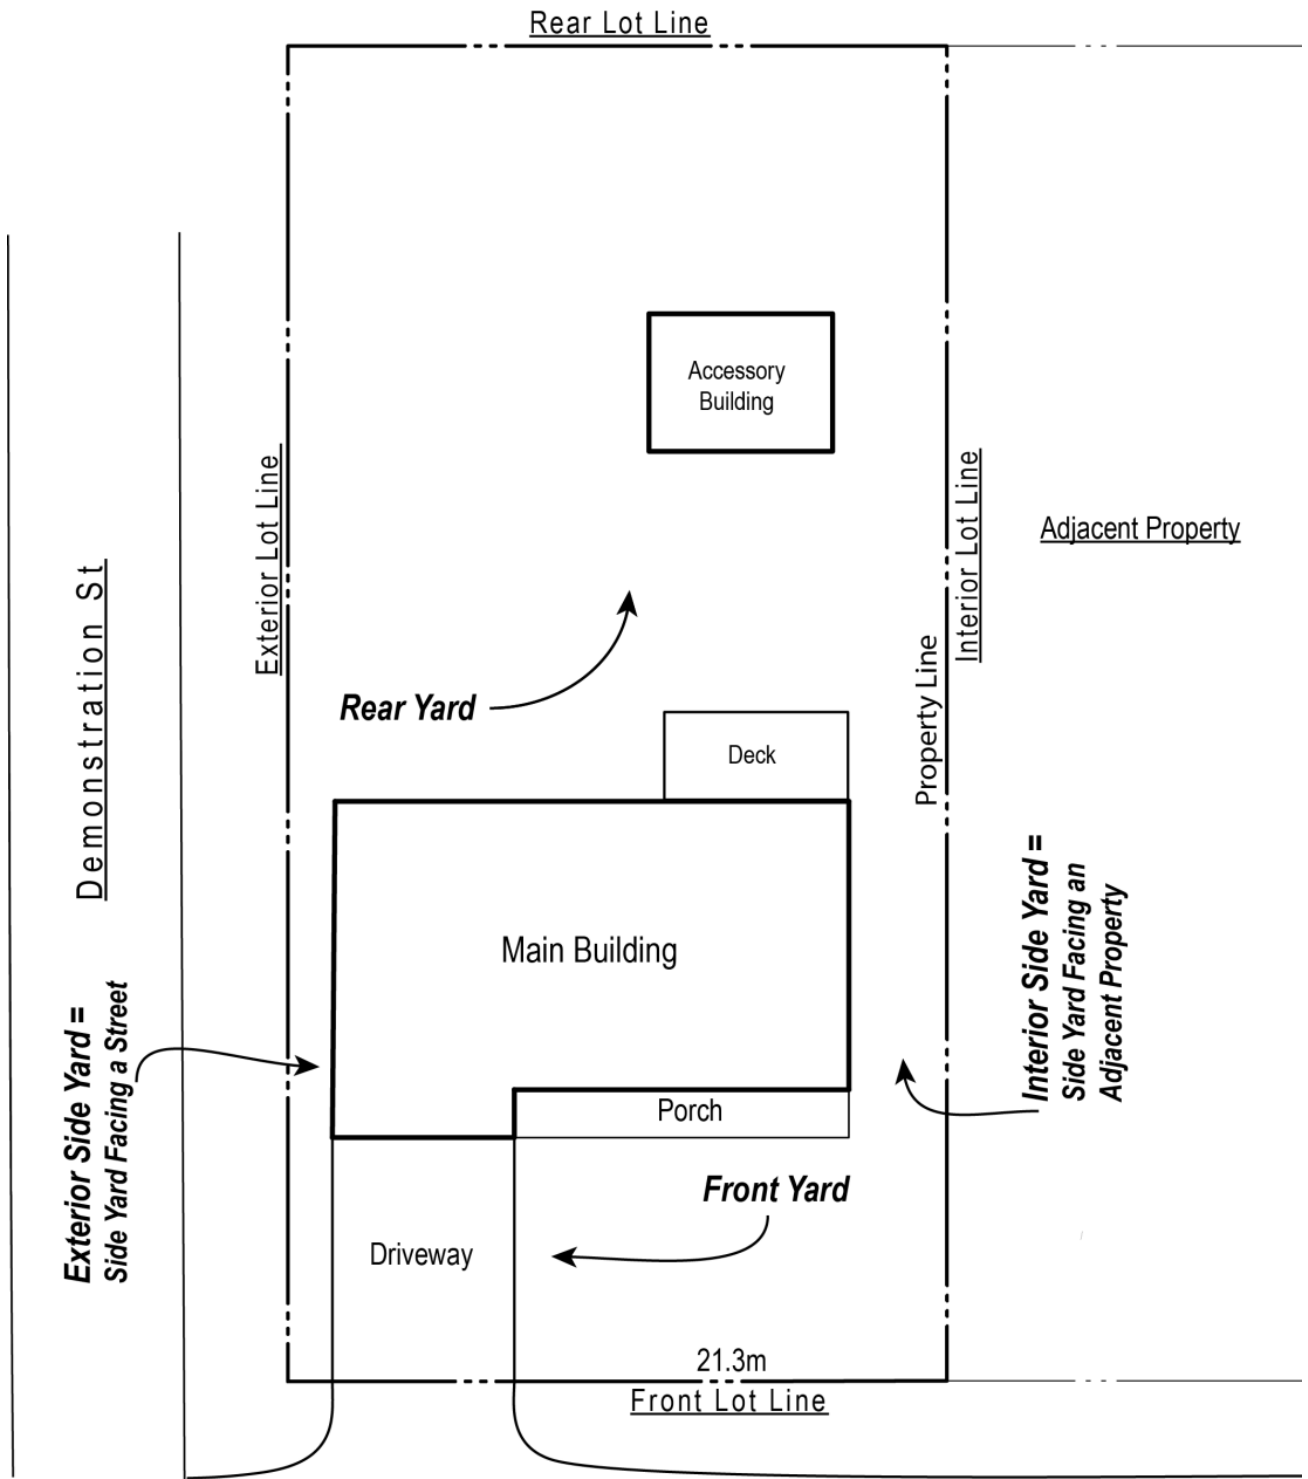 Rear Lot Line
Accessory
Building
Exterior Lot Line
Interior Lot Line
Adjacent Property
Demonstration St
Property Line
Rear Yard
Deck
Main Building
Interior Side Yard =
Side Yard Facing an
Adjacent Property
Exterior Side Yard =
Side Yard Facing a Street
Porch
Front Yard
Driveway
21.3m
Front Lot Line